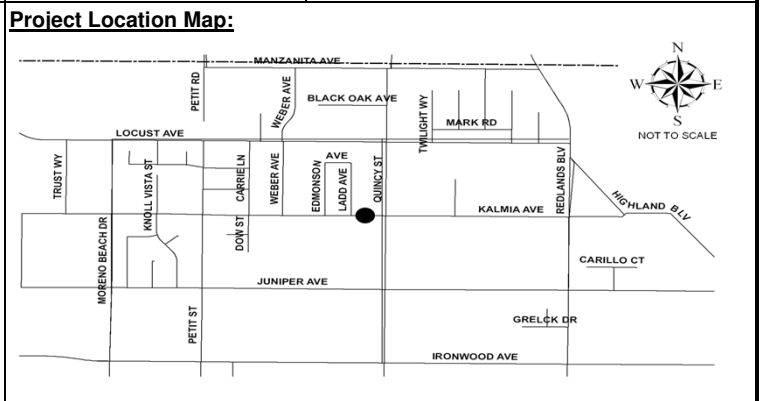 Project Location Map:
MANZANITA AVE
N
W
E
S
NOT TO SCALE
PETIT RD
WEBER AVE
BLACK OAK AVE
TWILIGHT WY
MARK RD
LOCUST AVE
TRUST WY
KNOLL VISTA ST
CARRIE LN
WEBER AVE
EDMONSON
AVE
LADD AVE
QUINCY ST
REDLANDS BLV
HIGHLAND BLV
KALMIA AVE
DOW ST
MORENO BEACH DR
CARILLO CT
JUNIPER AVE
PETIT ST
GRELCK DR
IRONWOOD AVE